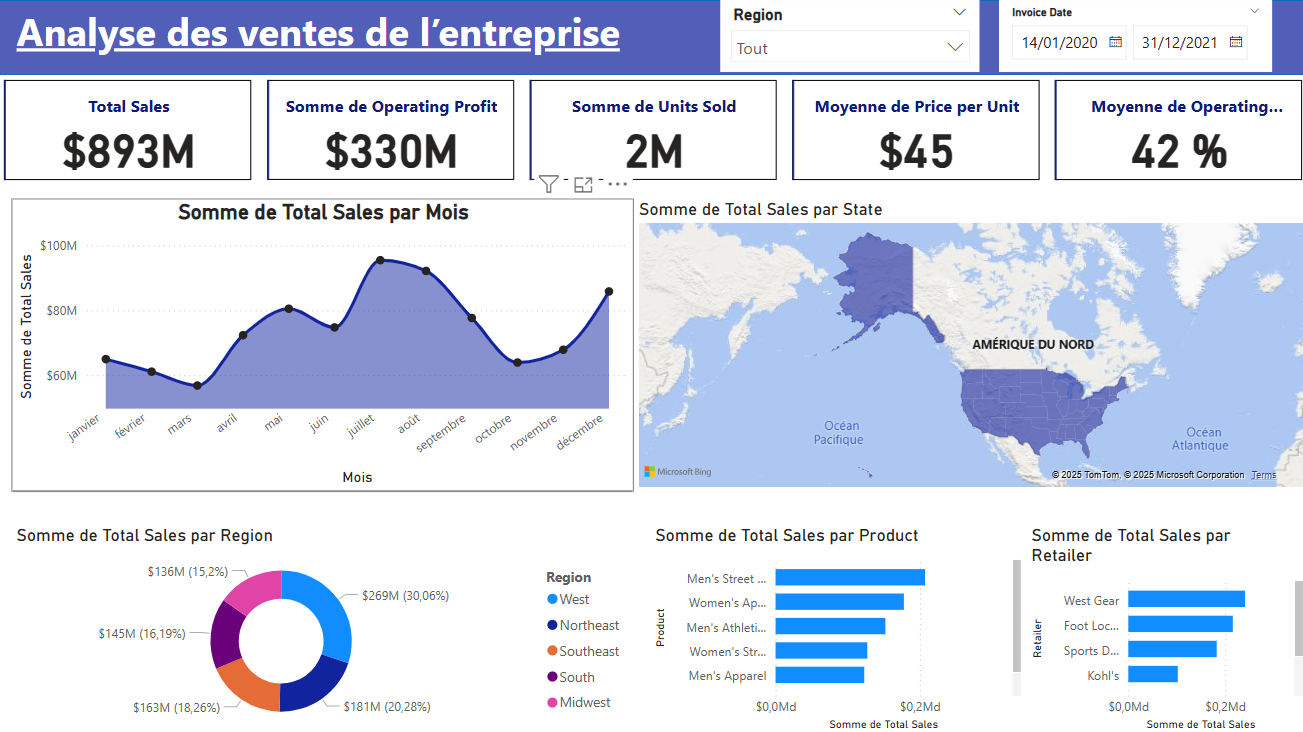 Analyse des ventes de l’entreprise
Region
Tout
Invoice Date
14/01/2020
31/12/2021
Total Sales
$893M
Somme de Operating Profit
$330M
Somme de Units Sold
2M
Moyenne de Price per Unit
$45
Moyenne de Operating...
42 %
Somme de Total Sales par Mois
Somme de Total Sales
$100M
$80M
$60M
janvier
février
mars
avril
mai
juin
juillet
août
septembre
octobre
novembre
décembre
Mois
Somme de Total Sales par State
AMÉRIQUE DU NORD
Océan
Pacifique
Océan
Atlantique
Microsoft Bing
© 2025 TomTom, © 2025 Microsoft Corporation Terms
Somme de Total Sales par Region
$136M (15,2%)
$269M (30,06%)
$145M (16,19%)
$163M (18,26%)
$181M (20,28%)
Region
West
Northeast
Southeast
South
Midwest
Somme de Total Sales par Product
Product
Men's Street ...
Women's Ap...
Men's Athleti...
Women's Str...
Men's Apparel
$0,0Md
$0,2Md
Somme de Total Sales
Somme de Total Sales par
Retailer
Retailer
West Gear
Foot Loc...
Sports D...
Kohl's
$0,0Md
$0,2Md
Somme de Total Sales